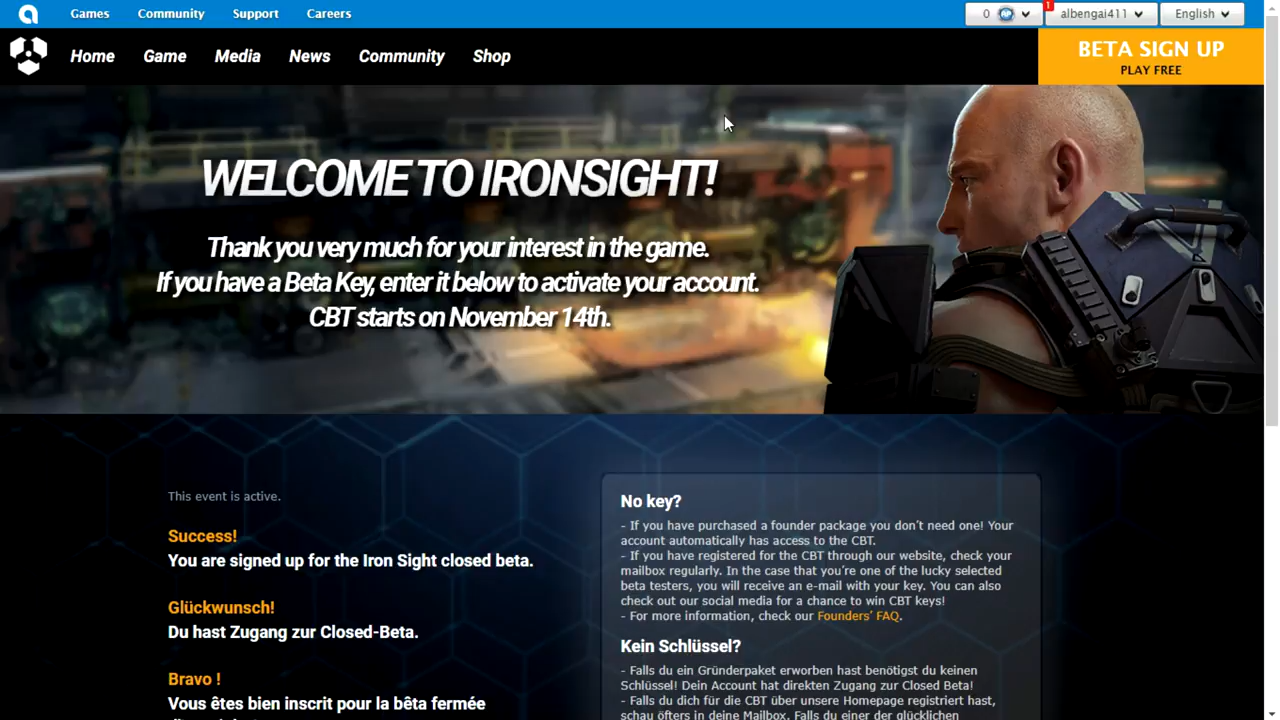 Games Community Support Careers
0 1 albengai411 English
Home Game Media News Community Shop
BETA SIGN UP
PLAY FREE
WELCOME TO IRONSIGHT!
Thank you very much for your interest in the game.
If you have a Beta Key, enter it below to activate your account.
CBT starts on November 14th.
This event is active.
Success!
You are signed up for the Iron Sight closed beta.
Glückwunsch!
Du hast Zugang zur Closed-Beta.
Bravo !
Vous êtes bien inscrit pour la bêta fermée
No key?
- If you have purchased a founder package you don't need one! Your
account automatically has access to the CBT.
- If you have registered for the CBT through our website, check your
mailbox regularly. In the case that you're one of the lucky selected
beta testers, you will receive an e-mail with your key. You can also
check out our social media for a chance to win CBT keys!
- For more information, check our Founders' FAQ.
Kein Schlüssel?
- Falls du ein Gründerpaket erworben hast benötigst du keinen
Schlüssel! Dein Account hat direkten Zugang zur Closed Beta!
- Falls du dich für die CBT über unsere Homepage registriert hast,
schau öfters in deine Mailbox. Falls du einer der glücklichen